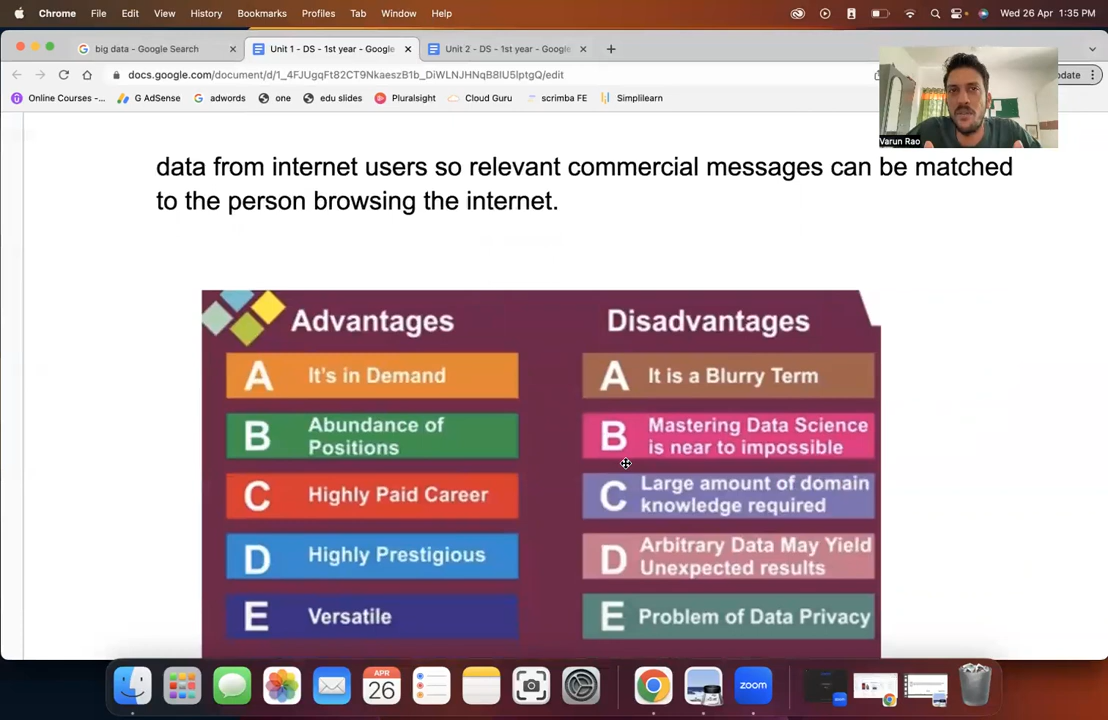 Chrome File Edit View History Bookmarks Profiles Tab Window Help Wed 26 Apr 1:35 PM
big data - Google Search Unit 1 - DS - 1st year - Google Unit 2 - DS - 1st year - Google
docs.google.com/document/d/1_4FJUgqFt82CT9NkaeszB1b_DiWLNJHNqB8IU5lptgQ/edit
Online Courses -... G AdSense adwords one edu slides Pluralsight Cloud Guru scrimba FE Simplilearn
Varun Rao
data from internet users so relevant commercial messages can be matched
to the person browsing the internet.
Advantages
A It's in Demand
B Abundance of
Positions
C Highly Paid Career
D Highly Prestigious
E Versatile
Disadvantages
A It is a Blurry Term
B Mastering Data Science
is near to impossible
C Large amount of domain
knowledge required
D Arbitrary Data May Yield
Unexpected results
E Problem of Data Privacy
APR
26
zoom